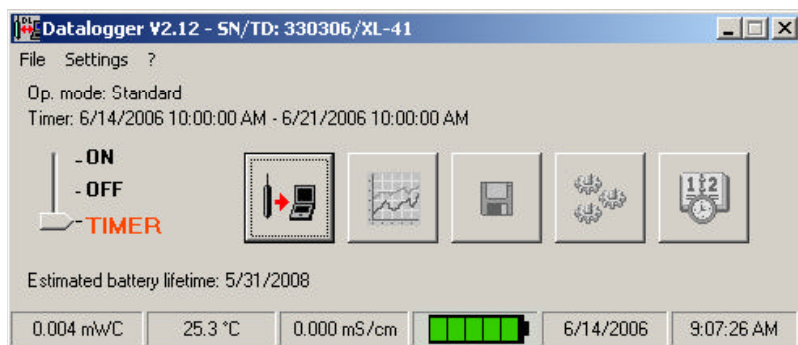 Datalogger V2.12 - SN/TD: 330306/XL-41
File Settings ?
Op. mode: Standard
Timer: 6/14/2006 10:00:00 AM - 6/21/2006 10:00:00 AM
ON
OFF
TIMER
1 2
Estimated battery lifetime: 5/31/2008
0.004 mWC 25.3 °C 0.000 mS/cm 6/14/2006 9:07:26 AM